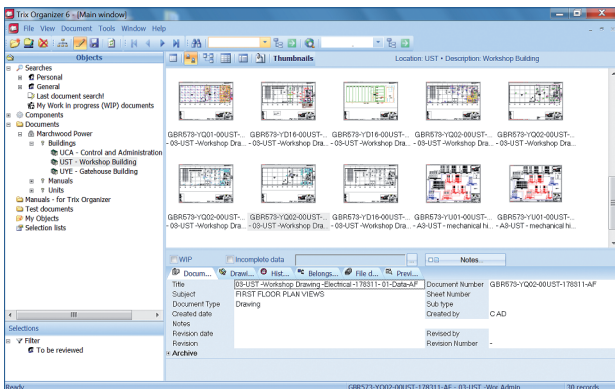 Trix Organizer 6 - [Main window]
File View Document Tools Window Help
Objects
Thumbnails
Location: UST • Description: Workshop Building
Searches
Personal
General
Last document search!
My Work in progress (WIP) documents
Components
Documents
Marchwood Power
Buildings
UCA - Control and Administration
UST - Workshop Building
UYE - Gatehouse Building
Manuals
Units
Manuals - for Trix Organizer
Test documents
My Objects
Selection lists
GBR573-YQ01-00UST-... GBR573-YD16-00UST-... GBR573-YD16-00UST-... GBR573-YQ02-00UST-... GBR573-YQ02-00UST-...
- 03-UST -Workshop Dra... - 03-UST -Workshop Dra... - 03-UST -Workshop Dra... - 03-UST -Workshop Dra... - 03-UST -Workshop Dra...
GBR573-YQ02-00UST-... GBR573-YQ02-00UST-... GBR573-YD16-00UST-... GBR573-YU01-00UST-... GBR573-YU01-00UST-...
- 03-UST -Workshop Dra... - 03-UST -Workshop Dra... - 03-UST -Workshop Dra... - A3-UST - mechanical hi... - A3-UST - mechanical hi...
WIP Incomplete data ... Notes...
Docum... Drawi... Hist... Belongs... File d... Previ...
Title 03-UST -Workshop Drawing -Electrical -178311- 01-Data-AF Document Number GBR573-YQ02-00UST-178311-AF
Subject FIRST FLOOR PLAN VIEWS Sheet Number
Document Type Drawing Sub type
Created date Created by CAD
Notes
Revision date Revised by
Revision Revision Number -
Archive
Selections
Filter
To be reviewed
Ready GBR573-YQ02-00UST-178311-AF - 03-UST -Wor Admin 30 records